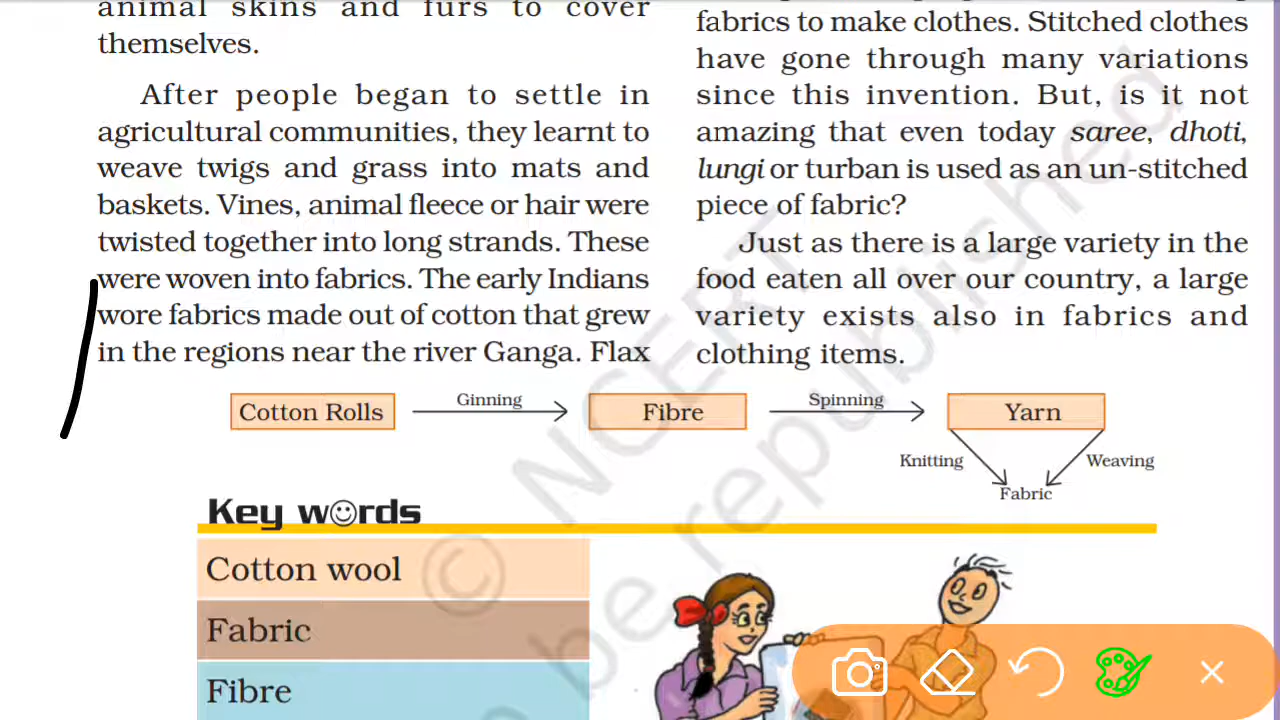 animal skins and furs to cover
themselves.
After people began to settle in
agricultural communities, they learnt to
weave twigs and grass into mats and
baskets. Vines, animal fleece or hair were
twisted together into long strands. These
were woven into fabrics. The early Indians
wore fabrics made out of cotton that grew
in the regions near the river Ganga. Flax
fabrics to make clothes. Stitched clothes
have gone through many variations
since this invention. But, is it not
amazing that even today saree, dhoti,
lungi or turban is used as an un-stitched
piece of fabric?
Just as there is a large variety in the
food eaten all over our country, a large
variety exists also in fabrics and
clothing items.
Cotton Rolls
Ginning
Fibre
Spinning
Yarn
Knitting
Weaving
Fabric
Key words
Cotton wool
Fabric
Fibre
© NCERT
be republished